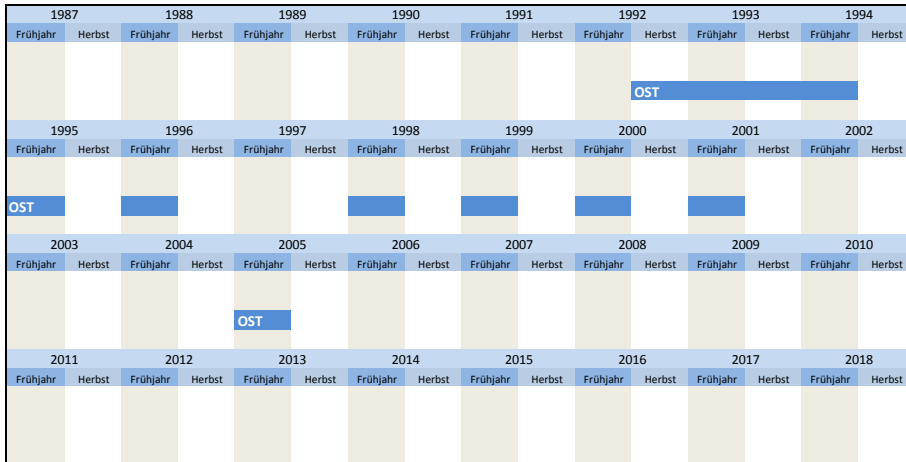 1987 1988 1989 1990 1991 1992 1993 1994
Frühjahr Herbst Frühjahr Herbst Frühjahr Herbst Frühjahr Herbst Frühjahr Herbst Frühjahr Herbst Frühjahr Herbst Frühjahr Herbst
OST
1995 1996 1997 1998 1999 2000 2001 2002
Frühjahr Herbst Frühjahr Herbst Frühjahr Herbst Frühjahr Herbst Frühjahr Herbst Frühjahr Herbst Frühjahr Herbst Frühjahr Herbst
OST
2003 2004 2005 2006 2007 2008 2009 2010
Frühjahr Herbst Frühjahr Herbst Frühjahr Herbst Frühjahr Herbst Frühjahr Herbst Frühjahr Herbst Frühjahr Herbst Frühjahr Herbst
OST
2011 2012 2013 2014 2015 2016 2017 2018
Frühjahr Herbst Frühjahr Herbst Frühjahr Herbst Frühjahr Herbst Frühjahr Herbst Frühjahr Herbst Frühjahr Herbst Frühjahr Herbst